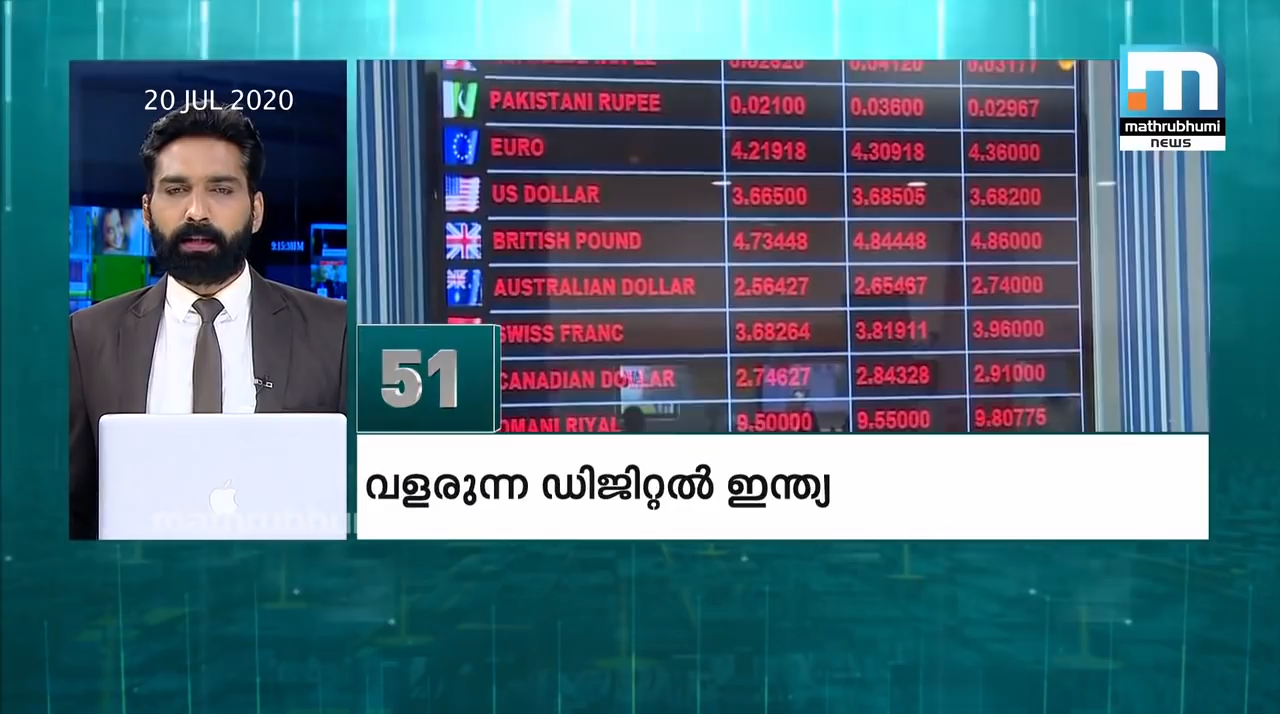 20 JUL 2020
mathrubhumi
news
PAKISTANI RUPEE 0.02100 0.03600 0.02967
EURO 4.21918 4.30918 4.36000
US DOLLAR 3.66500 3.68505 3.68200
BRITISH POUND 4.73448 4.84448 4.86000
AUSTRALIAN DOLLAR 2.56427 2.65467 2.74000
SWISS FRANC 3.68264 3.81911 3.96000
CANADIAN DOLLAR 2.74627 2.84328 2.91000
OMANI RIYAL 9.50000 9.55000 9.80775
51
വളരുന്ന ഡിജിറ്റൽ ഇന്ത്യ
mathrubhumi